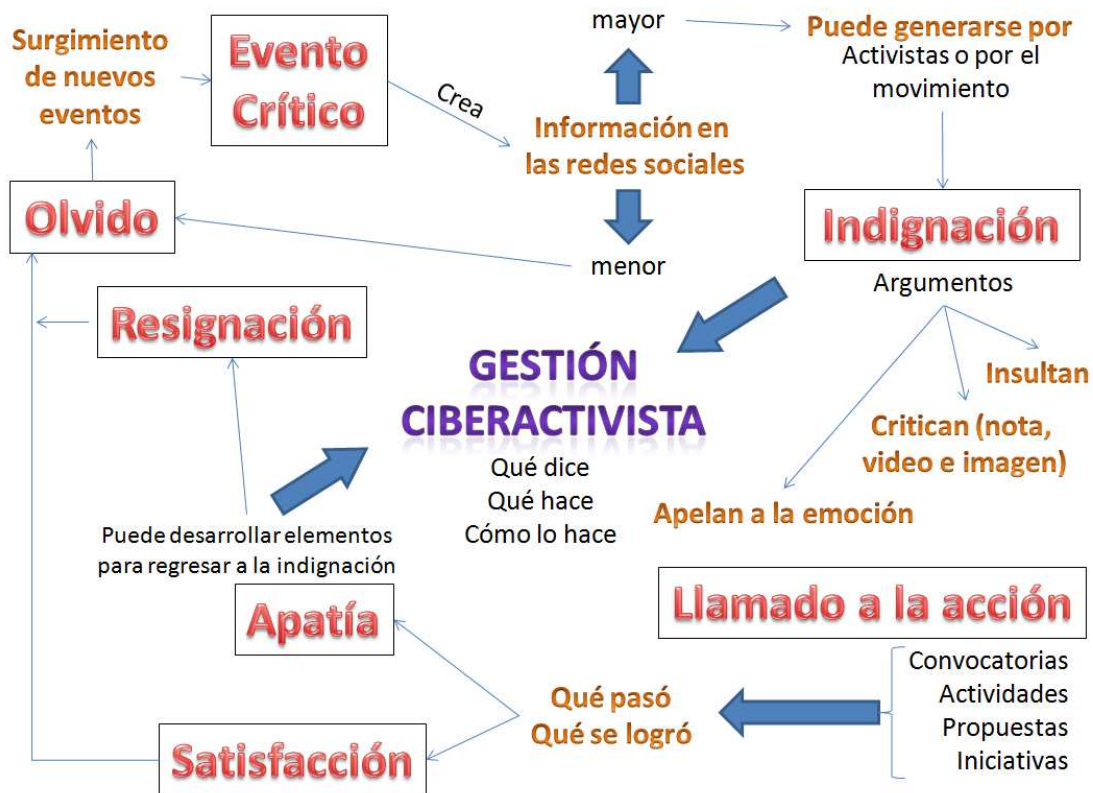 Surgimiento
de nuevos
eventos
Evento
Crítico
Crea
mayor
Información en
las redes sociales
menor
Puede generarse por
Activistas o por el
movimiento
Indignación
Argumentos
Insultan
Critican (nota,
video e imagen)
Apelan a la emoción
Olvido
Resignación
GESTIÓN
CIBERACTIVISTA
Qué dice
Qué hace
Cómo lo hace
Puede desarrollar elementos
para regresar a la indignación
Apatía
Llamado a la acción
Convocatorias
Actividades
Propuestas
Iniciativas
Qué pasó
Qué se logró
Satisfacción